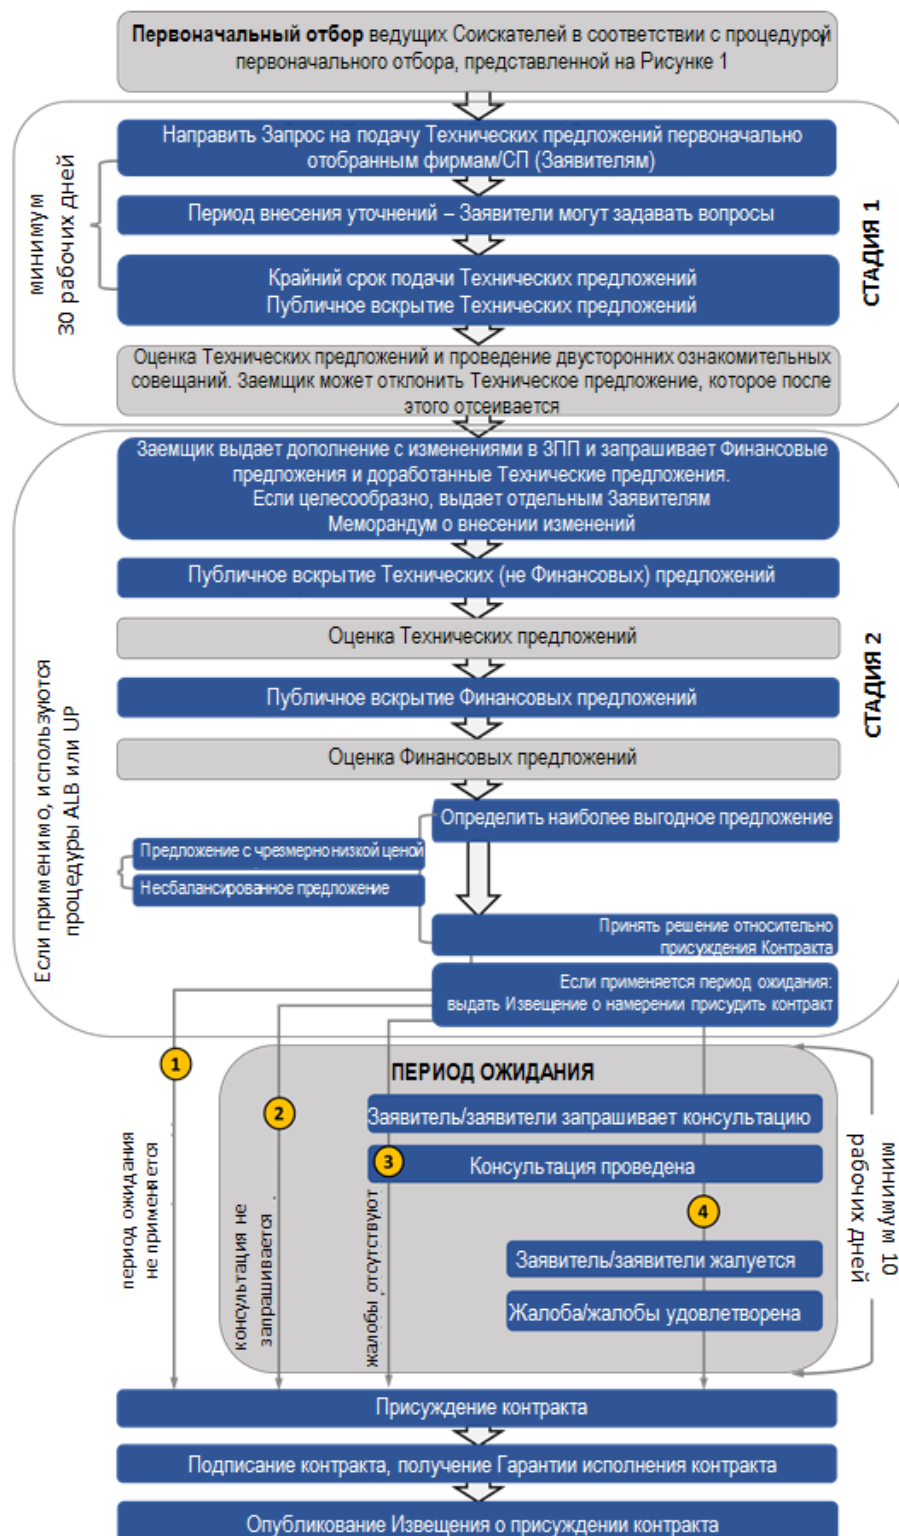 Первоначальный отбор ведущих Соискателей в соответствии с процедурой
первоначального отбора, представленной на Рисунке 1
Направить Запрос на подачу Технических предложений первоначально
отобранным фирмам/СП (Заявителям)
минимум
30 рабочих дней
Период внесения уточнений – Заявители могут задавать вопросы
СТАДИЯ 1
Крайний срок подачи Технических предложений
Публичное вскрытие Технических предложений
Оценка Технических предложений и проведение двусторонних ознакомительных
совещаний. Заемщик может отклонить Техническое предложение, которое после
этого отсеивается
Заемщик выдает дополнение с изменениями в ЗПП и запрашивает Финансовые
предложения и доработанные Технические предложения.
Если целесообразно, выдает отдельным Заявителям
Меморандум о внесении изменений
Публичное вскрытие Технических (не Финансовых) предложений
Оценка Технических предложений
СТАДИЯ 2
Публичное вскрытие Финансовых предложений
Оценка Финансовых предложений
Если применимо, используются
процедуры ALB или UP
Определить наиболее выгодное предложение
Предложение с чрезмерно низкой ценой
Несбалансированное предложение
Принять решение относительно
присуждения Контракта
Если применяется период ожидания:
выдать Извещение о намерении присудить контракт
1
период ожидания
не применяется
ПЕРИОД ОЖИДАНИЯ
2
консультация не
запрашивается
Заявитель/заявители запрашивает консультацию
3
Консультация проведена
жалобы отсутствуют
4
минимум 10
рабочих дней
Заявитель/заявители жалуется
Жалоба/жалобы удовлетворена
Присуждение контракта
Подписание контракта, получение Гарантии исполнения контракта
Опубликование Извещения о присуждении контракта